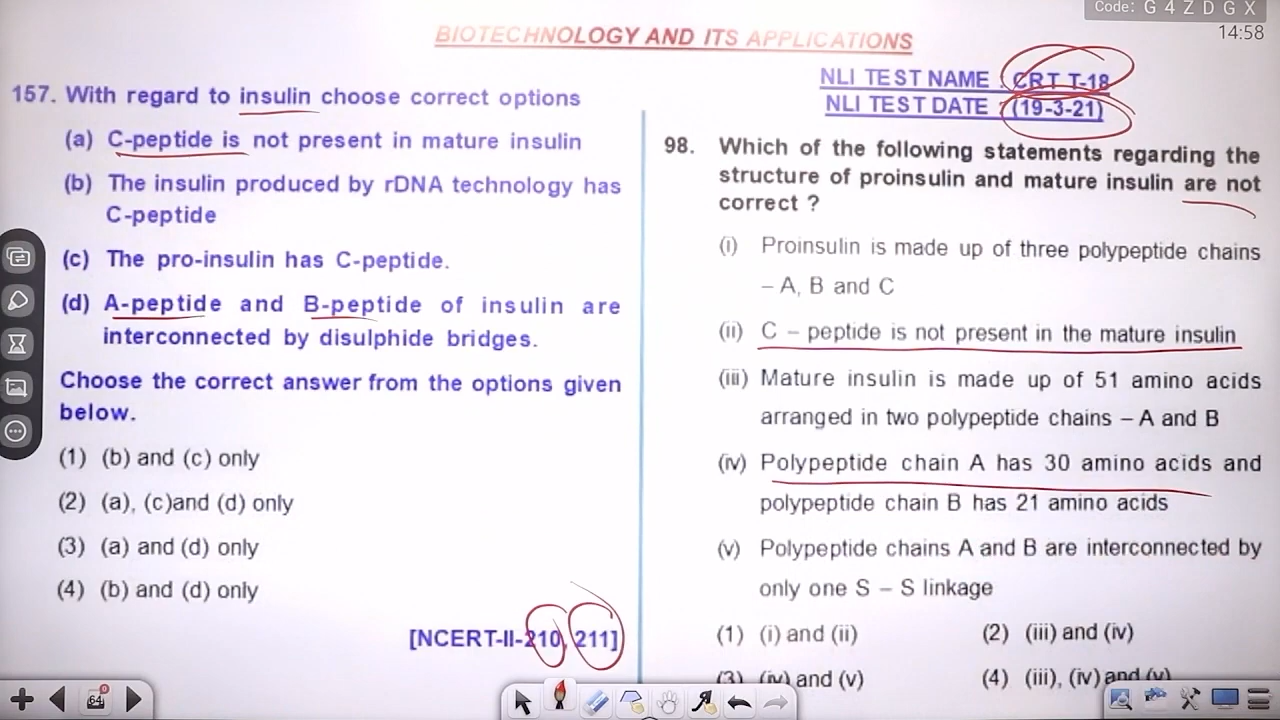 Code: G 4 Z D G X
14:58
BIOTECHNOLOGY AND ITS APPLICATIONS
157. With regard to insulin choose correct options
(a) C-peptide is not present in mature insulin
(b) The insulin produced by rDNA technology has
C-peptide
(c) The pro-insulin has C-peptide.
(d) A-peptide and B-peptide of insulin are
interconnected by disulphide bridges.
Choose the correct answer from the options given
below.
(1) (b) and (c) only
(2) (a), (c)and (d) only
(3) (a) and (d) only
(4) (b) and (d) only
[NCERT-II-210, 211]
NLI TEST NAME : CRT T-18
NLI TEST DATE : (19-3-21)
98. Which of the following statements regarding the
structure of proinsulin and mature insulin are not
correct ?
(i) Proinsulin is made up of three polypeptide chains
– A, B and C
(ii) C – peptide is not present in the mature insulin
(iii) Mature insulin is made up of 51 amino acids
arranged in two polypeptide chains – A and B
(iv) Polypeptide chain A has 30 amino acids and
polypeptide chain B has 21 amino acids
(v) Polypeptide chains A and B are interconnected by
only one S – S linkage
(1) (i) and (ii) (2) (iii) and (iv)
(3) (iv) and (v) (4) (iii), (iv) and (v)
64